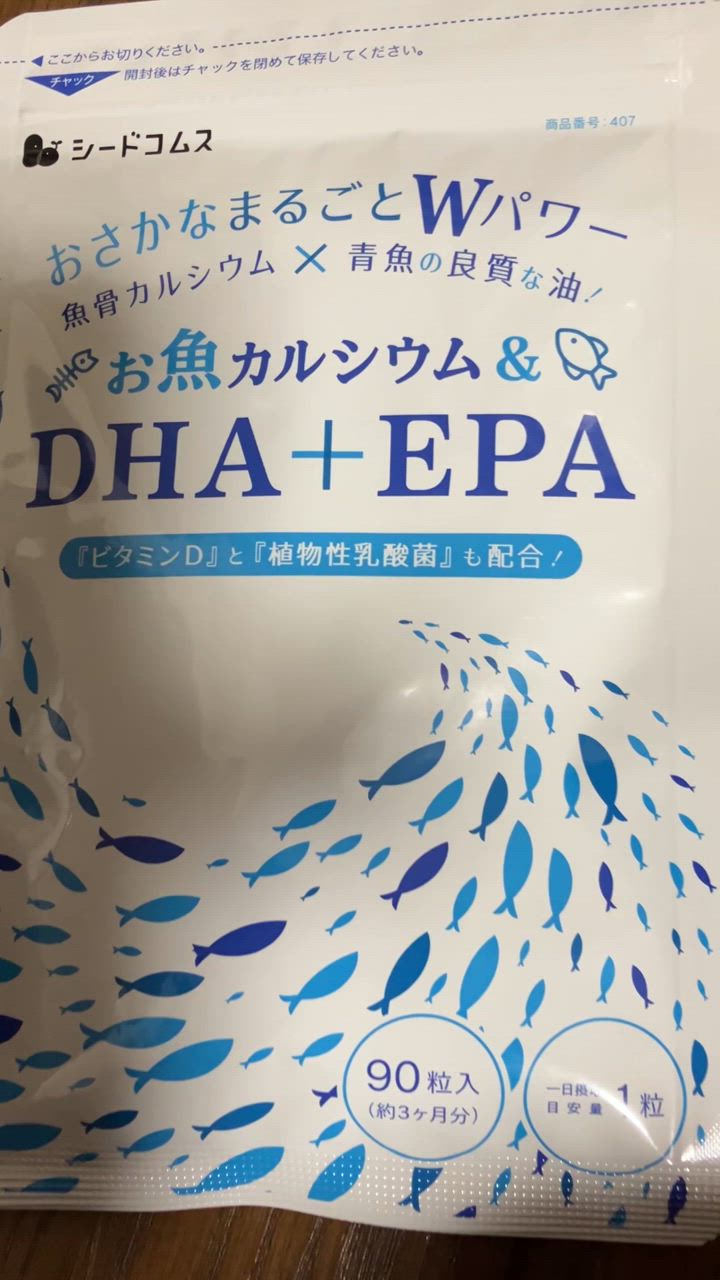 ここからお切りください。
チャック 開封後はチャックを閉めて保存してください。
商品番号：407
シードコムス
おさかなまるごとWパワー
魚骨カルシウム×青魚の良質な油！
お魚カルシウム&
DHA＋EPA
『ビタミンD』と『植物性乳酸菌』も配合！
90粒入
(約3ヶ月分)
一日摂取
目安量 1粒